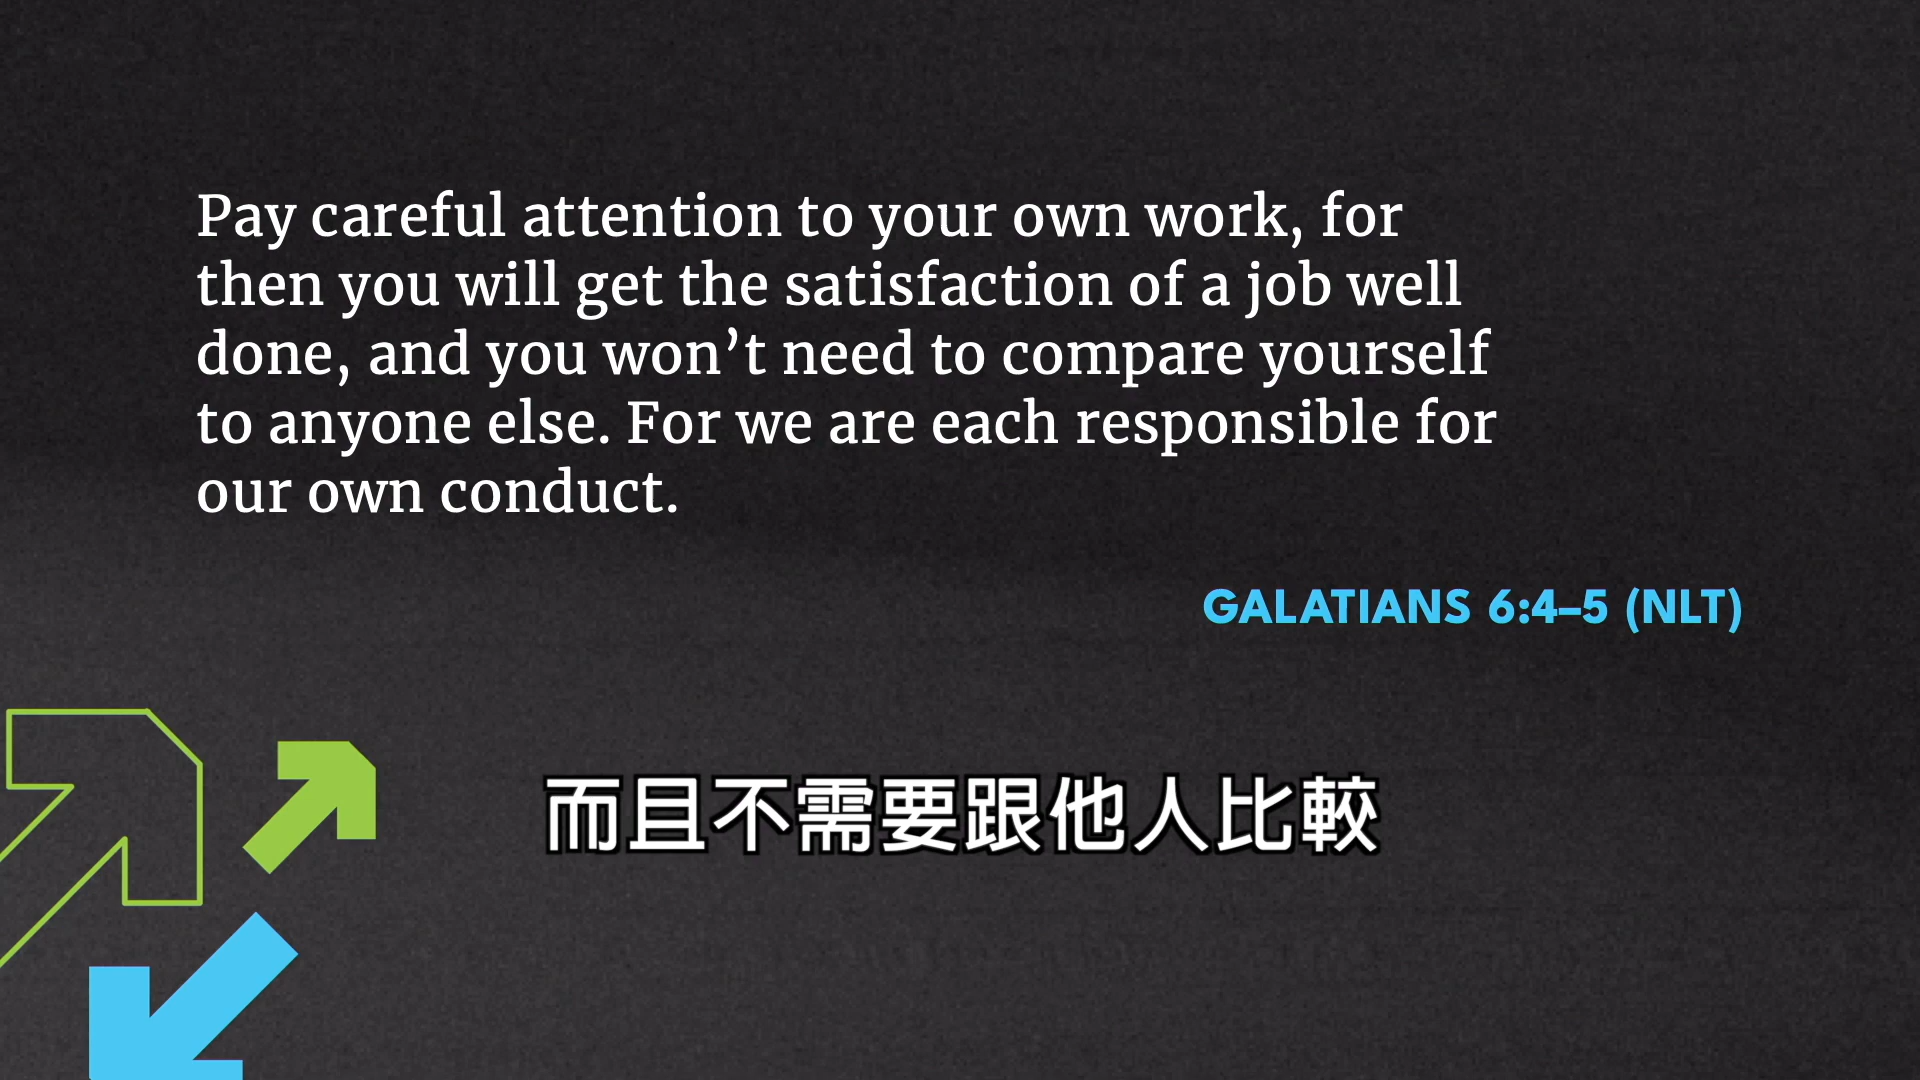 Pay careful attention to your own work, for
then you will get the satisfaction of a job well
done, and you won’t need to compare yourself
to anyone else. For we are each responsible for
our own conduct.
GALATIANS 6:4–5 (NLT)
而且不需要跟他人比較